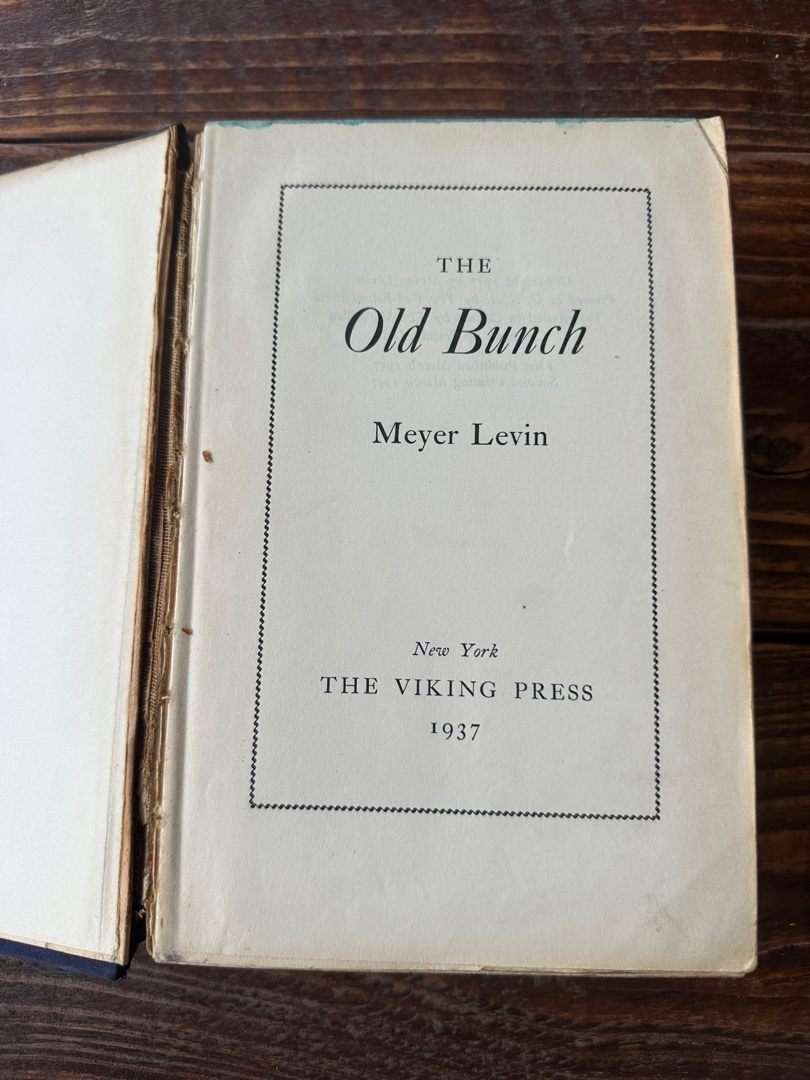 THE
Old Bunch
Meyer Levin
New York
THE VIKING PRESS
1937